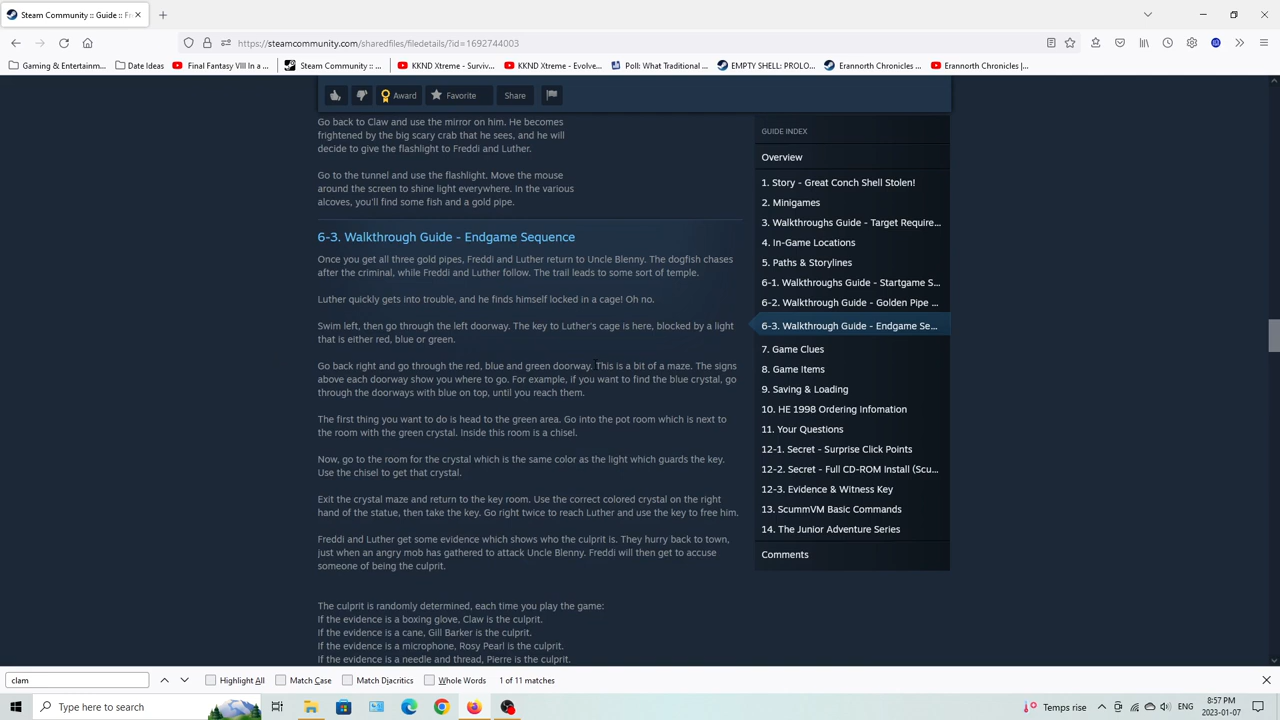 Steam Community :: Guide :: Fr
https://steamcommunity.com/sharedfiles/filedetails/?id=1692744003
Gaming & Entertainm...
Date Ideas
Final Fantasy VIII In a ...
Steam Community :: ...
KKND Xtreme - Surviv...
KKND Xtreme - Evolve...
Poll: What Traditional ...
EMPTY SHELL: PROLO...
Erannorth Chronicles ...
Erannorth Chronicles |...
Award
Favorite
Share
Go back to Claw and use the mirror on him. He becomes
frightened by the big scary crab that he sees, and he will
decide to give the flashlight to Freddi and Luther.
Go to the tunnel and use the flashlight. Move the mouse
around the screen to shine light everywhere. In the various
alcoves, you'll find some fish and a gold pipe.
6-3. Walkthrough Guide - Endgame Sequence
Once you get all three gold pipes, Freddi and Luther return to Uncle Blenny. The dogfish chases
after the criminal, while Freddi and Luther follow. The trail leads to some sort of temple.
Luther quickly gets into trouble, and he finds himself locked in a cage! Oh no.
Swim left, then go through the left doorway. The key to Luther's cage is here, blocked by a light
that is either red, blue or green.
Go back right and go through the red, blue and green doorway. This is a bit of a maze. The signs
above each doorway show you where to go. For example, if you want to find the blue crystal, go
through the doorways with blue on top, until you reach them.
The first thing you want to do is head to the green area. Go into the pot room which is next to
the room with the green crystal. Inside this room is a chisel.
Now, go to the room for the crystal which is the same color as the light which guards the key.
Use the chisel to get that crystal.
Exit the crystal maze and return to the key room. Use the correct colored crystal on the right
hand of the statue, then take the key. Go right twice to reach Luther and use the key to free him.
Freddi and Luther get some evidence which shows who the culprit is. They hurry back to town,
just when an angry mob has gathered to attack Uncle Blenny. Freddi will then get to accuse
someone of being the culprit.
The culprit is randomly determined, each time you play the game:
If the evidence is a boxing glove, Claw is the culprit.
If the evidence is a cane, Gill Barker is the culprit.
If the evidence is a microphone, Rosy Pearl is the culprit.
If the evidence is a needle and thread, Pierre is the culprit.
GUIDE INDEX
Overview
1. Story - Great Conch Shell Stolen!
2. Minigames
3. Walkthroughs Guide - Target Require...
4. In-Game Locations
5. Paths & Storylines
6-1. Walkthroughs Guide - Startgame S...
6-2. Walkthrough Guide - Golden Pipe ...
6-3. Walkthrough Guide - Endgame Se...
7. Game Clues
8. Game Items
9. Saving & Loading
10. HE 1998 Ordering Infomation
11. Your Questions
12-1. Secret - Surprise Click Points
12-2. Secret - Full CD-ROM Install (Scu...
12-3. Evidence & Witness Key
13. ScummVM Basic Commands
14. The Junior Adventure Series
Comments
clam
Highlight All
Match Case
Match Diacritics
Whole Words
1 of 11 matches
Type here to search
Temps rise
ENG
8:57 PM
2023-01-07